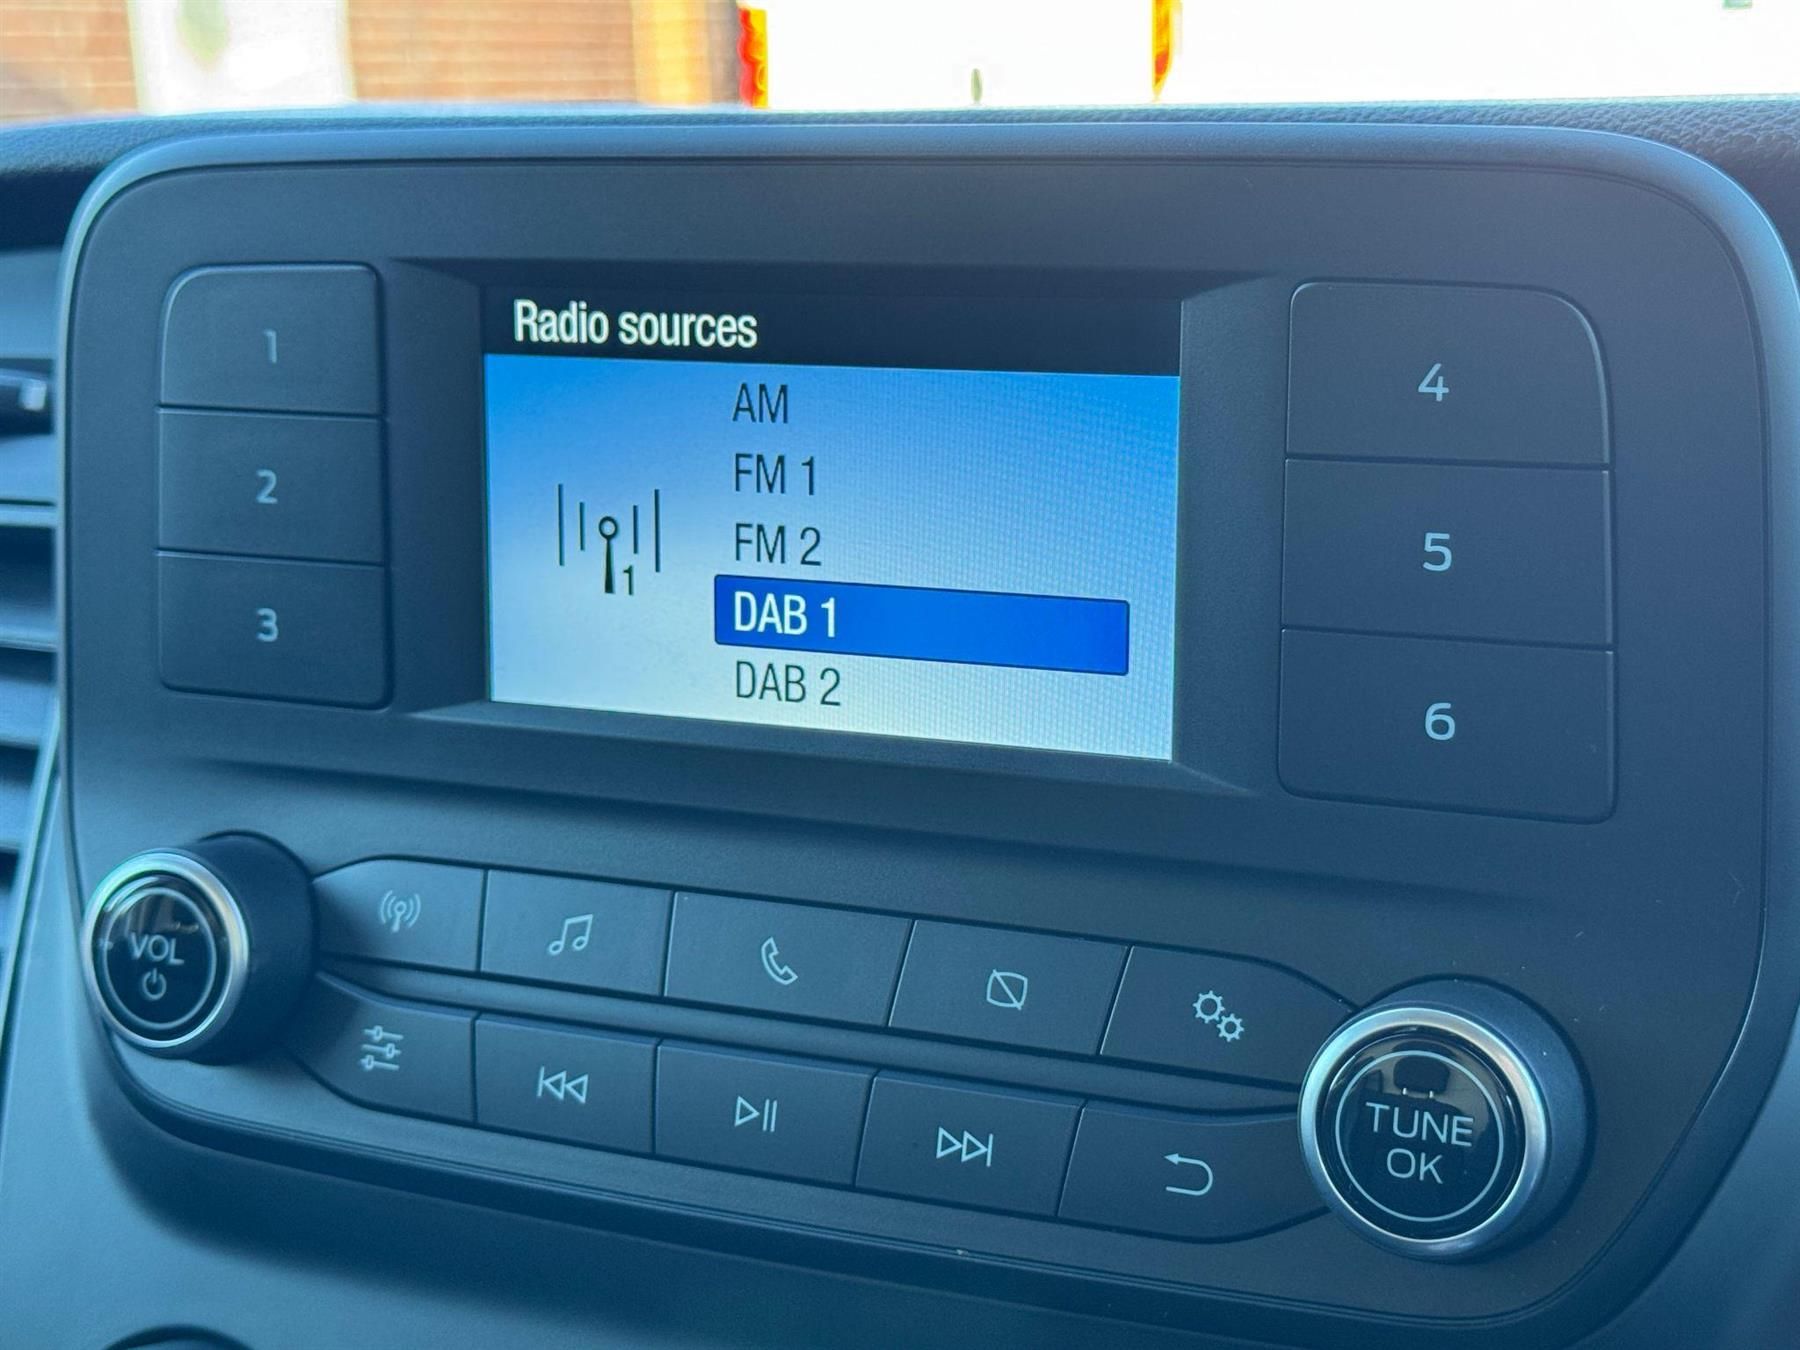 Radio sources
AM
FM 1
FM 2
DAB 1
DAB 2
1
1
2
3
4
5
6
VOL
TUNE
OK